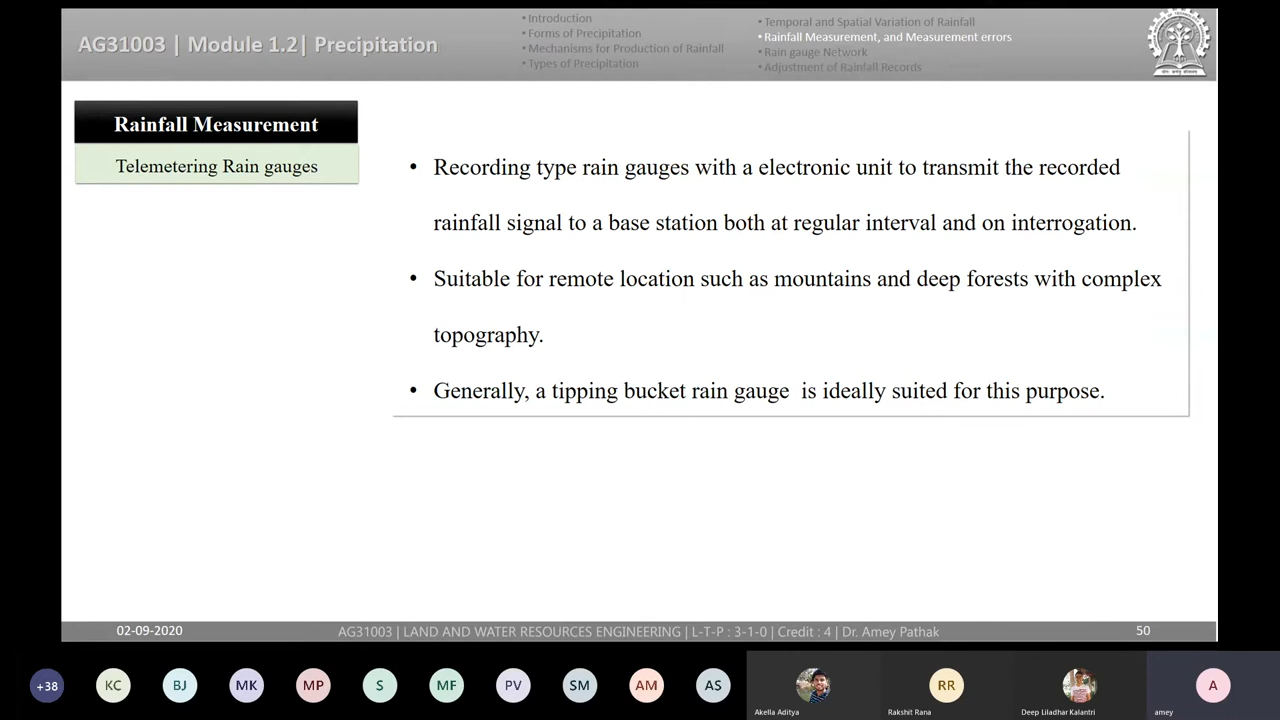 AG31003 | Module 1.2| Precipitation
• Introduction
• Forms of Precipitation
• Mechanisms for Production of Rainfall
• Types of Precipitation
• Temporal and Spatial Variation of Rainfall
• Rainfall Measurement, and Measurement errors
• Rain gauge Network
• Adjustment of Rainfall Records
Rainfall Measurement
Telemetering Rain gauges
• Recording type rain gauges with a electronic unit to transmit the recorded
rainfall signal to a base station both at regular interval and on interrogation.
• Suitable for remote location such as mountains and deep forests with complex
topography.
• Generally, a tipping bucket rain gauge is ideally suited for this purpose.
02-09-2020
AG31003 | LAND AND WATER RESOURCES ENGINEERING | L-T-P : 3-1-0 | Credit : 4 | Dr. Amey Pathak
50
+38
KC
BJ
MK
MP
S
MF
PV
SM
AM
AS
Akella Aditya
RR
Rakshit Rana
Deep Liladhar Kalantri
A
amey